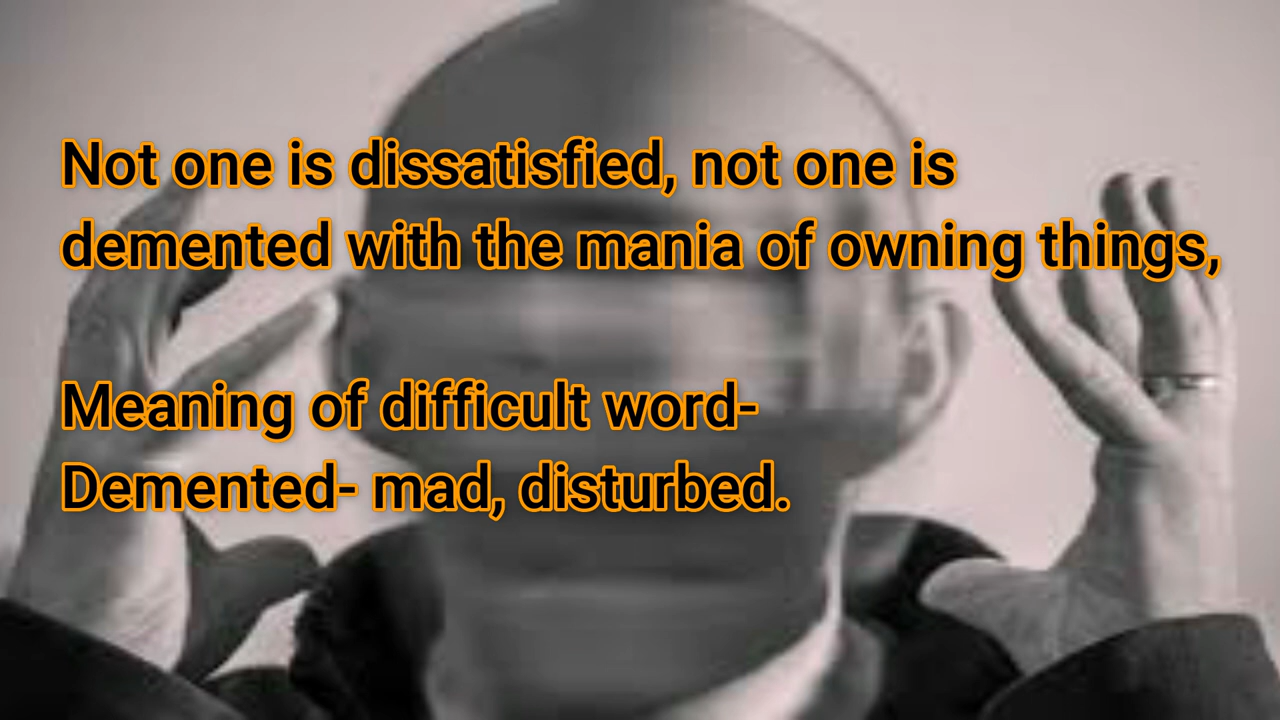 Not one is dissatisfied, not one is
demented with the mania of owning things,
Meaning of difficult word-
Demented- mad, disturbed.